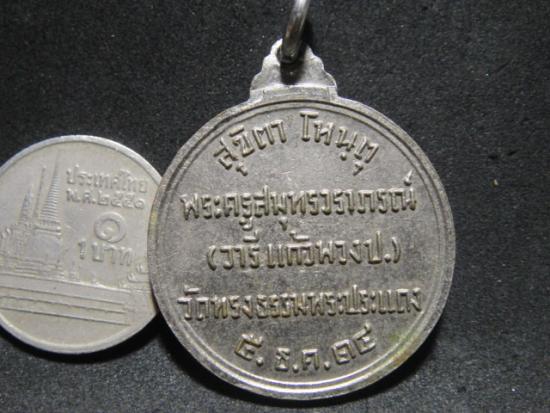 ประเทศไทย
พ.ศ.๒๕๕๑
๑
1 บาท
สุขิตา โหนฺตุ
พระครูสมุทรวราภรณ์
(วารีแก้วพวงป.)
วัดทรงธรรมพระประแดง
๕. ธ.ค.๑๔